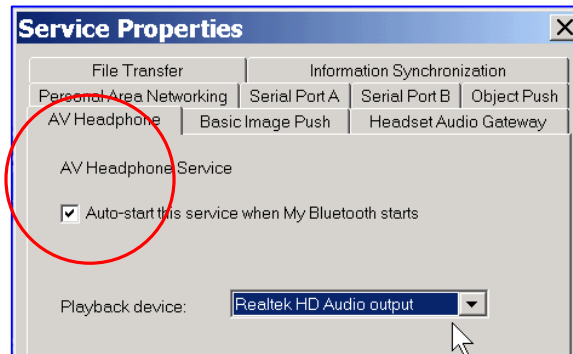 Service Properties
File Transfer
Information Synchronization
Personal Area Networking
Serial Port A
Serial Port B
Object Push
AV Headphone
Basic Image Push
Headset Audio Gateway
AV Headphone Service
Auto-start this service when My Bluetooth starts
Playback device:
Realtek HD Audio output